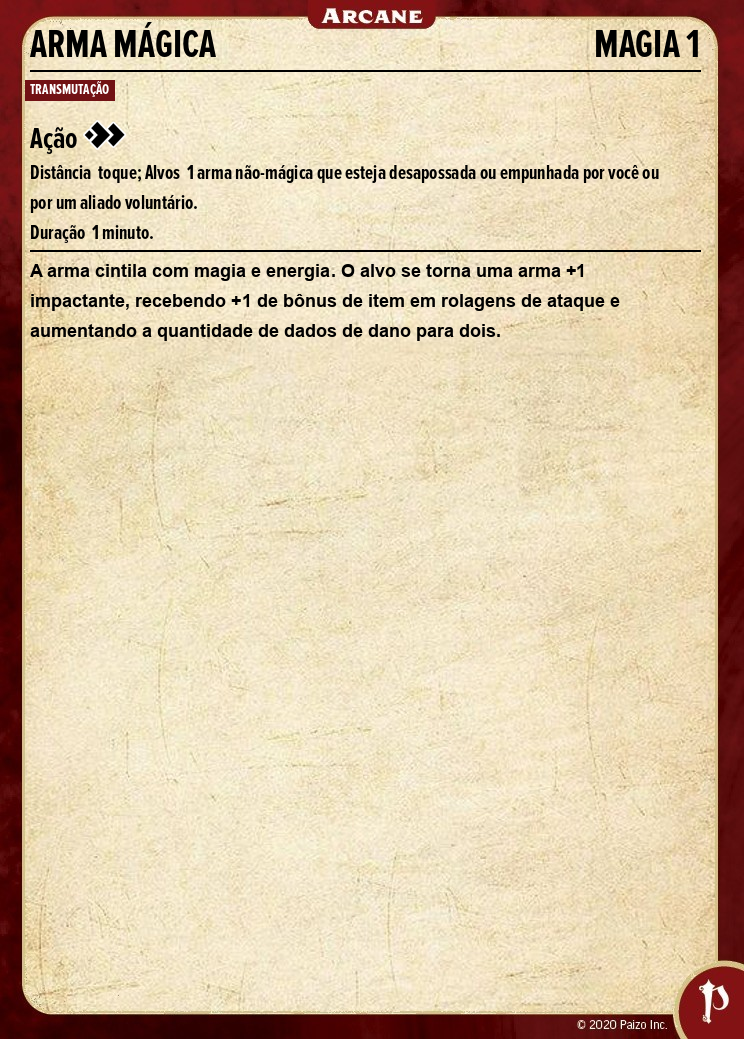 ARCANE
ARMA MÁGICA MAGIA 1
TRANSMUTAÇÃO
Ação
Distância toque; Alvos 1 arma não-mágica que esteja desapossada ou empunhada por você ou
por um aliado voluntário.
Duração 1 minuto.
A arma cintila com magia e energia. O alvo se torna uma arma +1
impactante, recebendo +1 de bônus de item em rolagens de ataque e
aumentando a quantidade de dados de dano para dois.
© 2020 Paizo Inc.
P